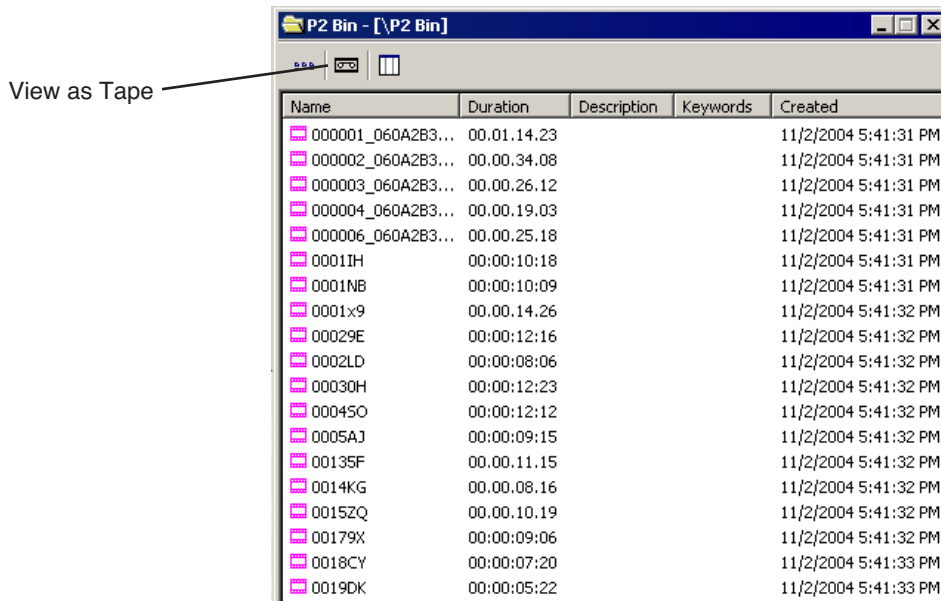 P2 Bin - [\P2 Bin]
View as Tape
Name Duration Description Keywords Created
000001_060A2B3... 00.01.14.23 11/2/2004 5:41:31 PM
000002_060A2B3... 00.00.34.08 11/2/2004 5:41:31 PM
000003_060A2B3... 00.00.26.12 11/2/2004 5:41:31 PM
000004_060A2B3... 00.00.19.03 11/2/2004 5:41:31 PM
000006_060A2B3... 00.00.25.18 11/2/2004 5:41:31 PM
0001IH 00:00:10:18 11/2/2004 5:41:31 PM
0001NB 00:00:10:09 11/2/2004 5:41:31 PM
0001x9 00.00.14.26 11/2/2004 5:41:32 PM
00029E 00:00:12:16 11/2/2004 5:41:32 PM
0002LD 00:00:08:06 11/2/2004 5:41:32 PM
00030H 00:00:12:23 11/2/2004 5:41:32 PM
0004SO 00:00:12:12 11/2/2004 5:41:32 PM
0005AJ 00:00:09:15 11/2/2004 5:41:32 PM
00135F 00.00.11.15 11/2/2004 5:41:32 PM
0014KG 00.00.08.16 11/2/2004 5:41:32 PM
0015ZQ 00.00.10.19 11/2/2004 5:41:32 PM
00179X 00:00:09:06 11/2/2004 5:41:32 PM
0018CY 00:00:07:20 11/2/2004 5:41:33 PM
0019DK 00:00:05:22 11/2/2004 5:41:33 PM